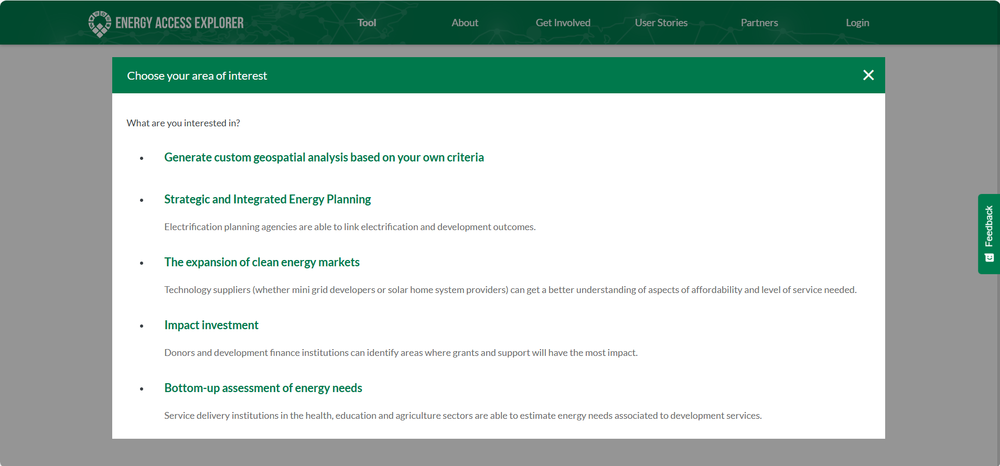 ENERGY ACCESS EXPLORER
Tool
About
Get Involved
User Stories
Partners
Login
Choose your area of interest
What are you interested in?
Generate custom geospatial analysis based on your own criteria
Strategic and Integrated Energy Planning
Electrification planning agencies are able to link electrification and development outcomes.
The expansion of clean energy markets
Technology suppliers (whether mini grid developers or solar home system providers) can get a better understanding of aspects of affordability and level of service needed.
Impact investment
Donors and development finance institutions can identify areas where grants and support will have the most impact.
Bottom-up assessment of energy needs
Service delivery institutions in the health, education and agriculture sectors are able to estimate energy needs associated to development services.
Feedback